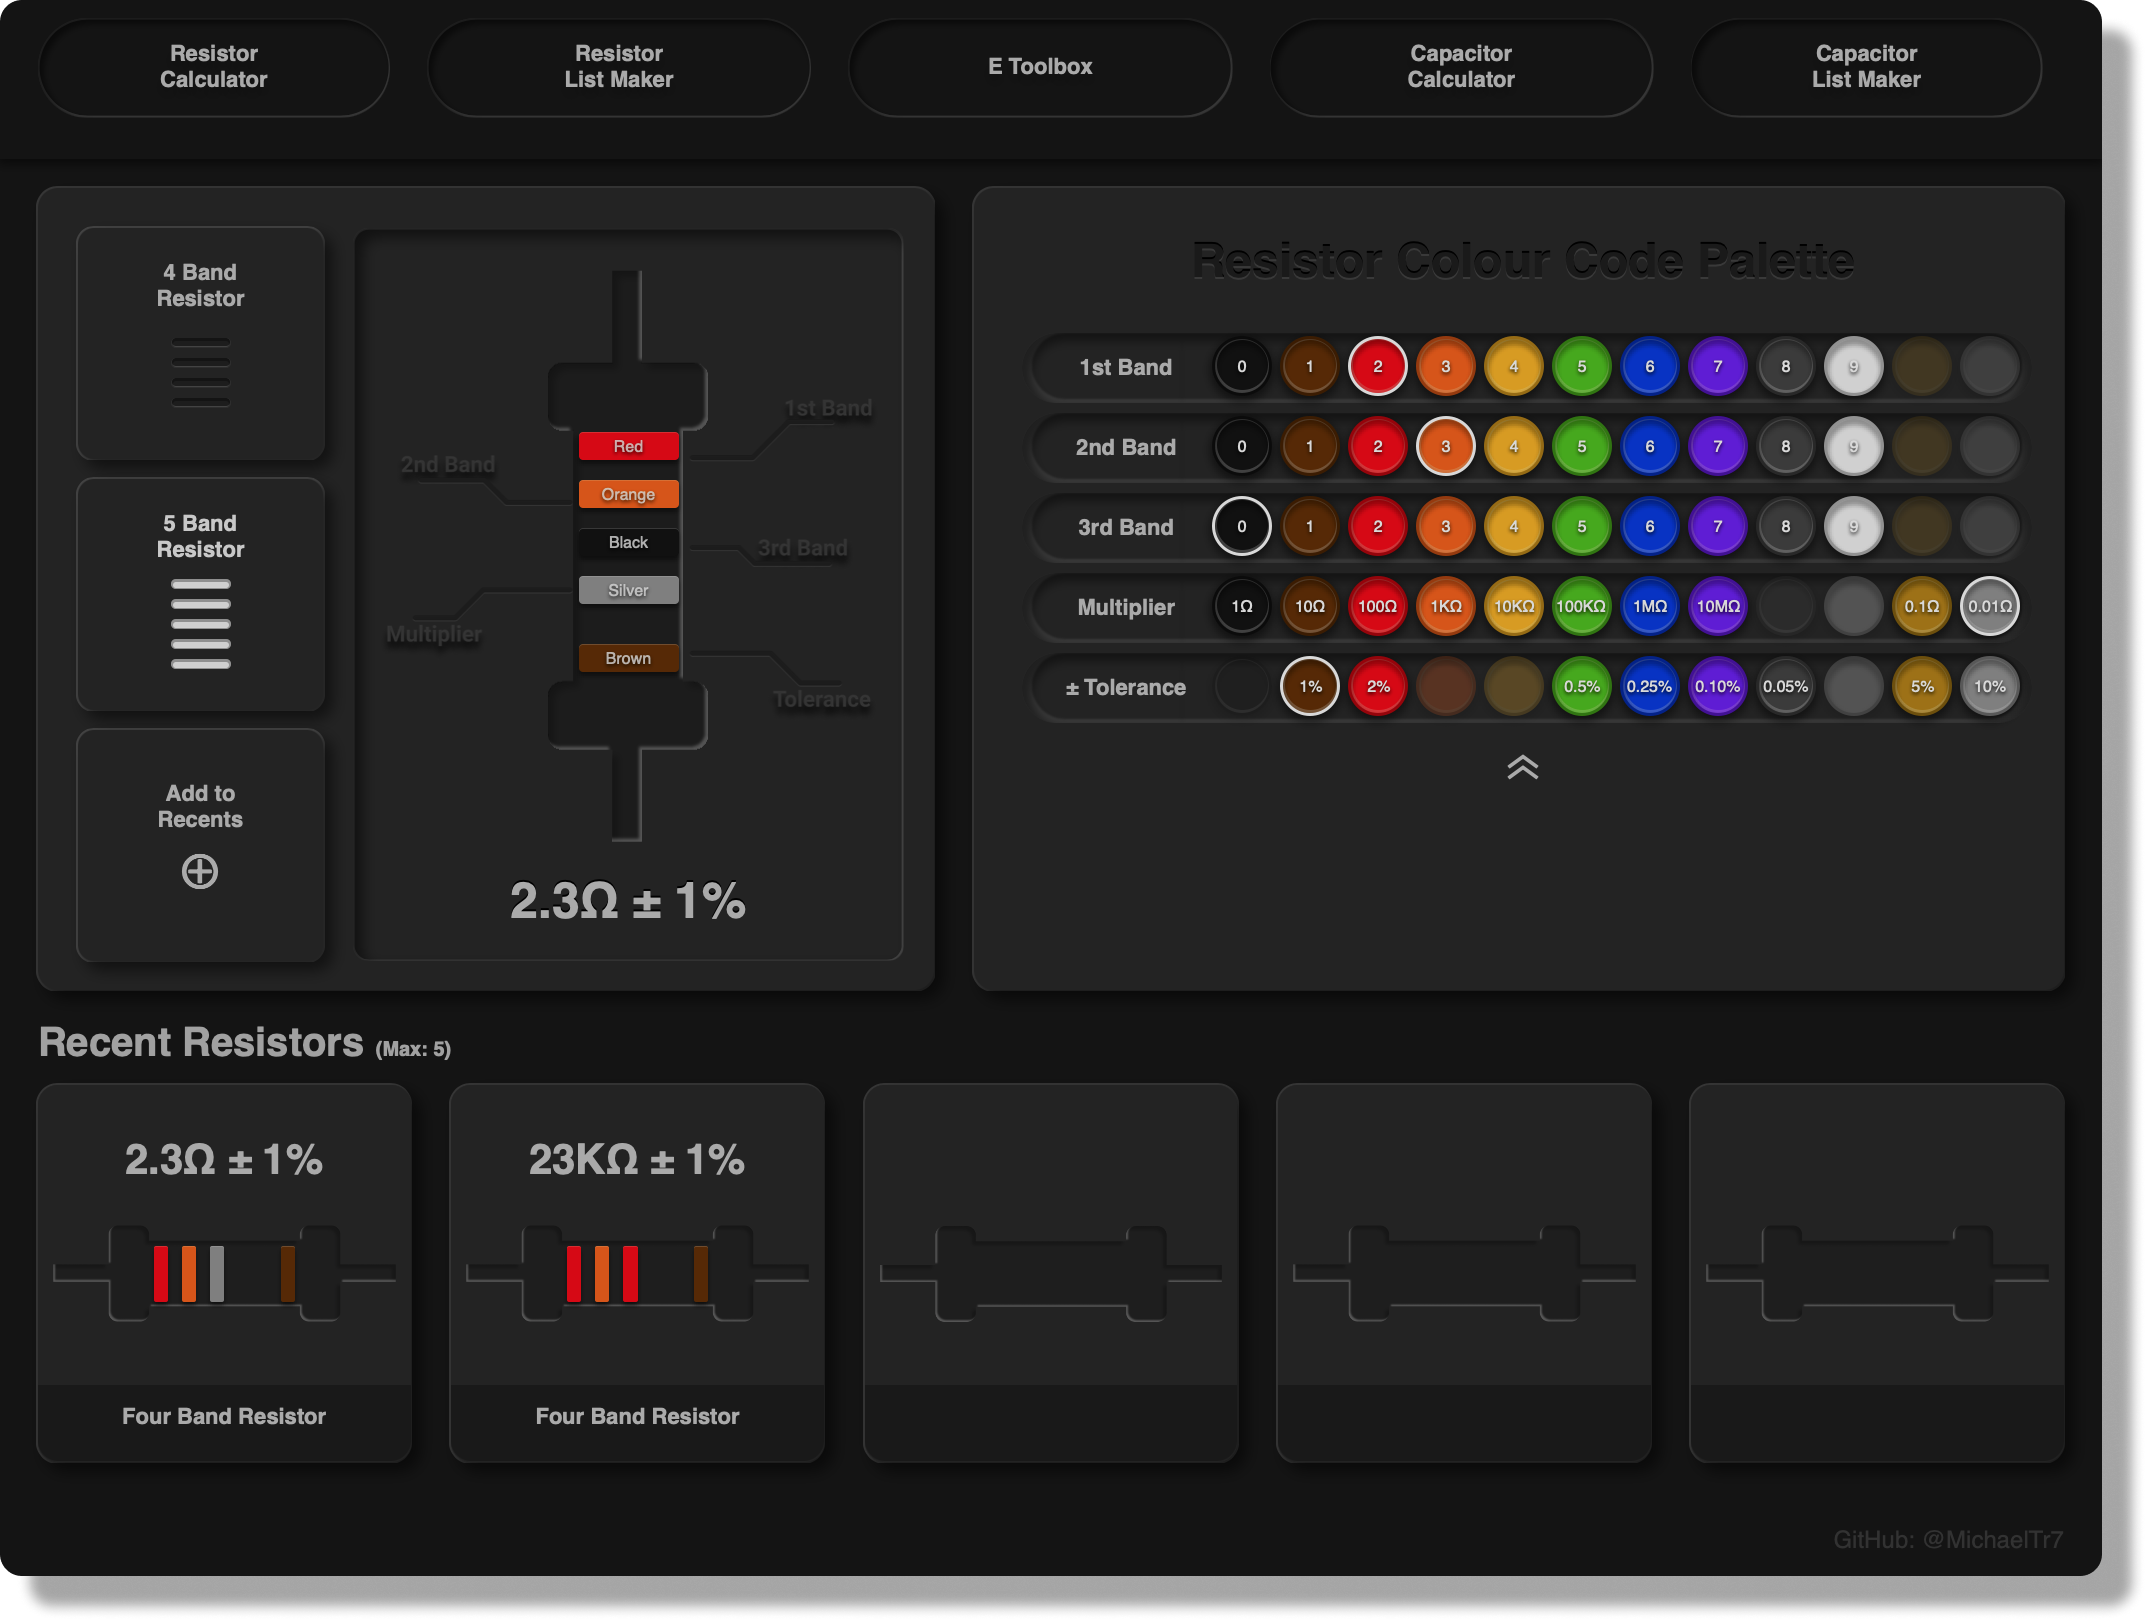 Resistor
Calculator
Resistor
List Maker
E Toolbox
Capacitor
Calculator
Capacitor
List Maker
4 Band
Resistor
5 Band
Resistor
Add to
Recents
1st Band
Red
2nd Band
Orange
Black
3rd Band
Silver
Multiplier
Brown
Tolerance
2.3Ω ± 1%
Resistor Colour Code Palette
1st Band 0 1 2 3 4 5 6 7 8 9
2nd Band 0 1 2 3 4 5 6 7 8 9
3rd Band 0 1 2 3 4 5 6 7 8 9
Multiplier 1Ω 10Ω 100Ω 1KΩ 10KΩ 100KΩ 1MΩ 10MΩ 0.1Ω 0.01Ω
± Tolerance 1% 2% 0.5% 0.25% 0.10% 0.05% 5% 10%
Recent Resistors (Max: 5)
2.3Ω ± 1%
Four Band Resistor
23KΩ ± 1%
Four Band Resistor
GitHub: @MichaelTr7